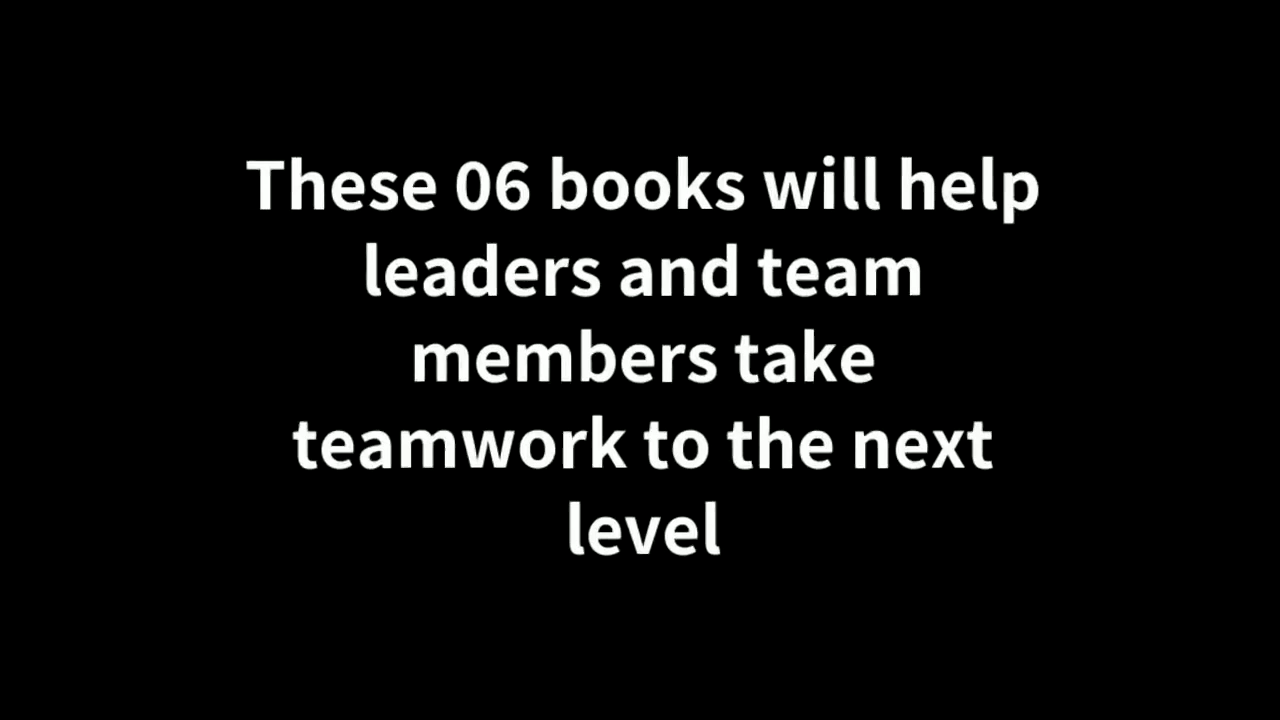 These 06 books will help
leaders and team
members take
teamwork to the next
level